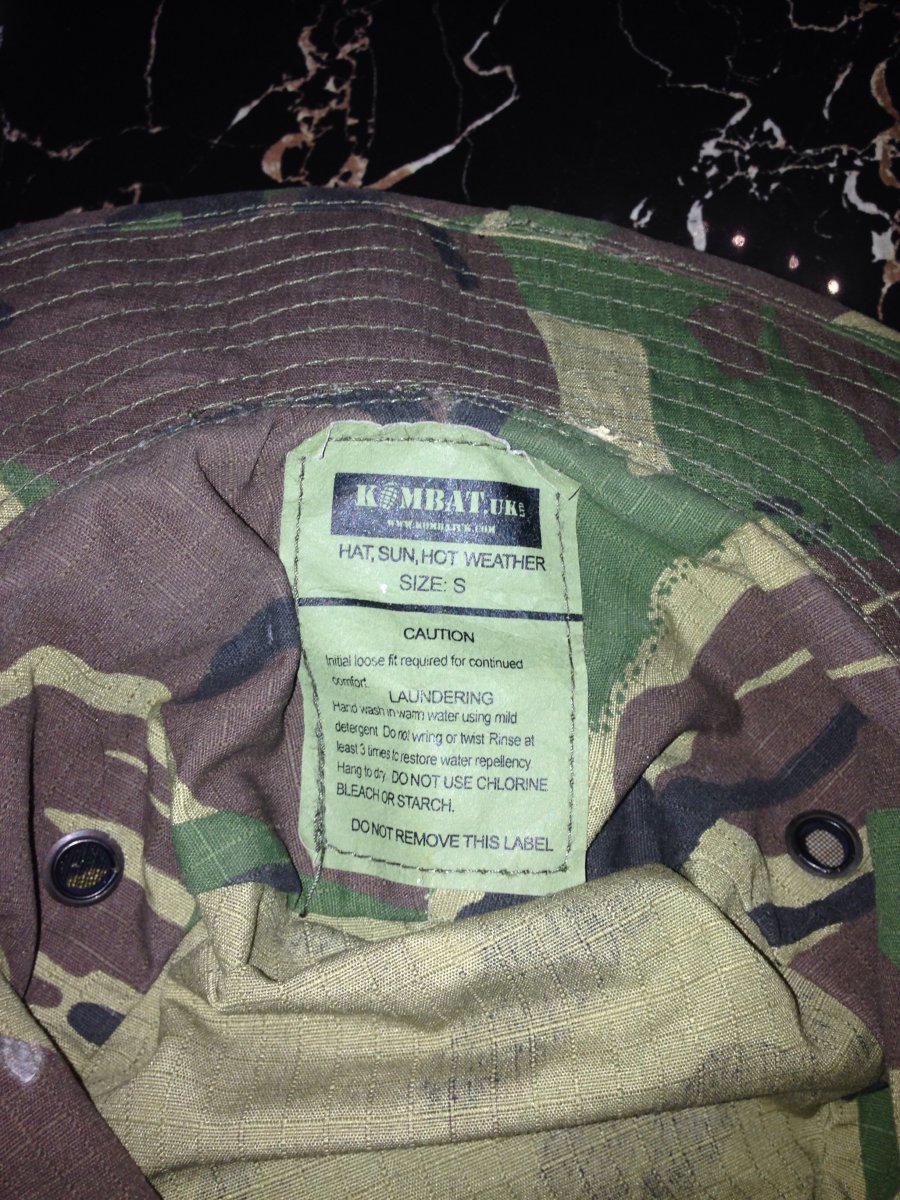 KOMBAT.UK LTD
WWW.KOMBATUK.COM
HAT, SUN, HOT WEATHER
SIZE: S
CAUTION
Initial loose fit required for continued
comfort.
LAUNDERING
Hand wash in warm water using mild
detergent. Do not wring or twist. Rinse at
least 3 times to restore water repellency
Hang to dry. DO NOT USE CHLORINE
BLEACH OR STARCH.
DO NOT REMOVE THIS LABEL